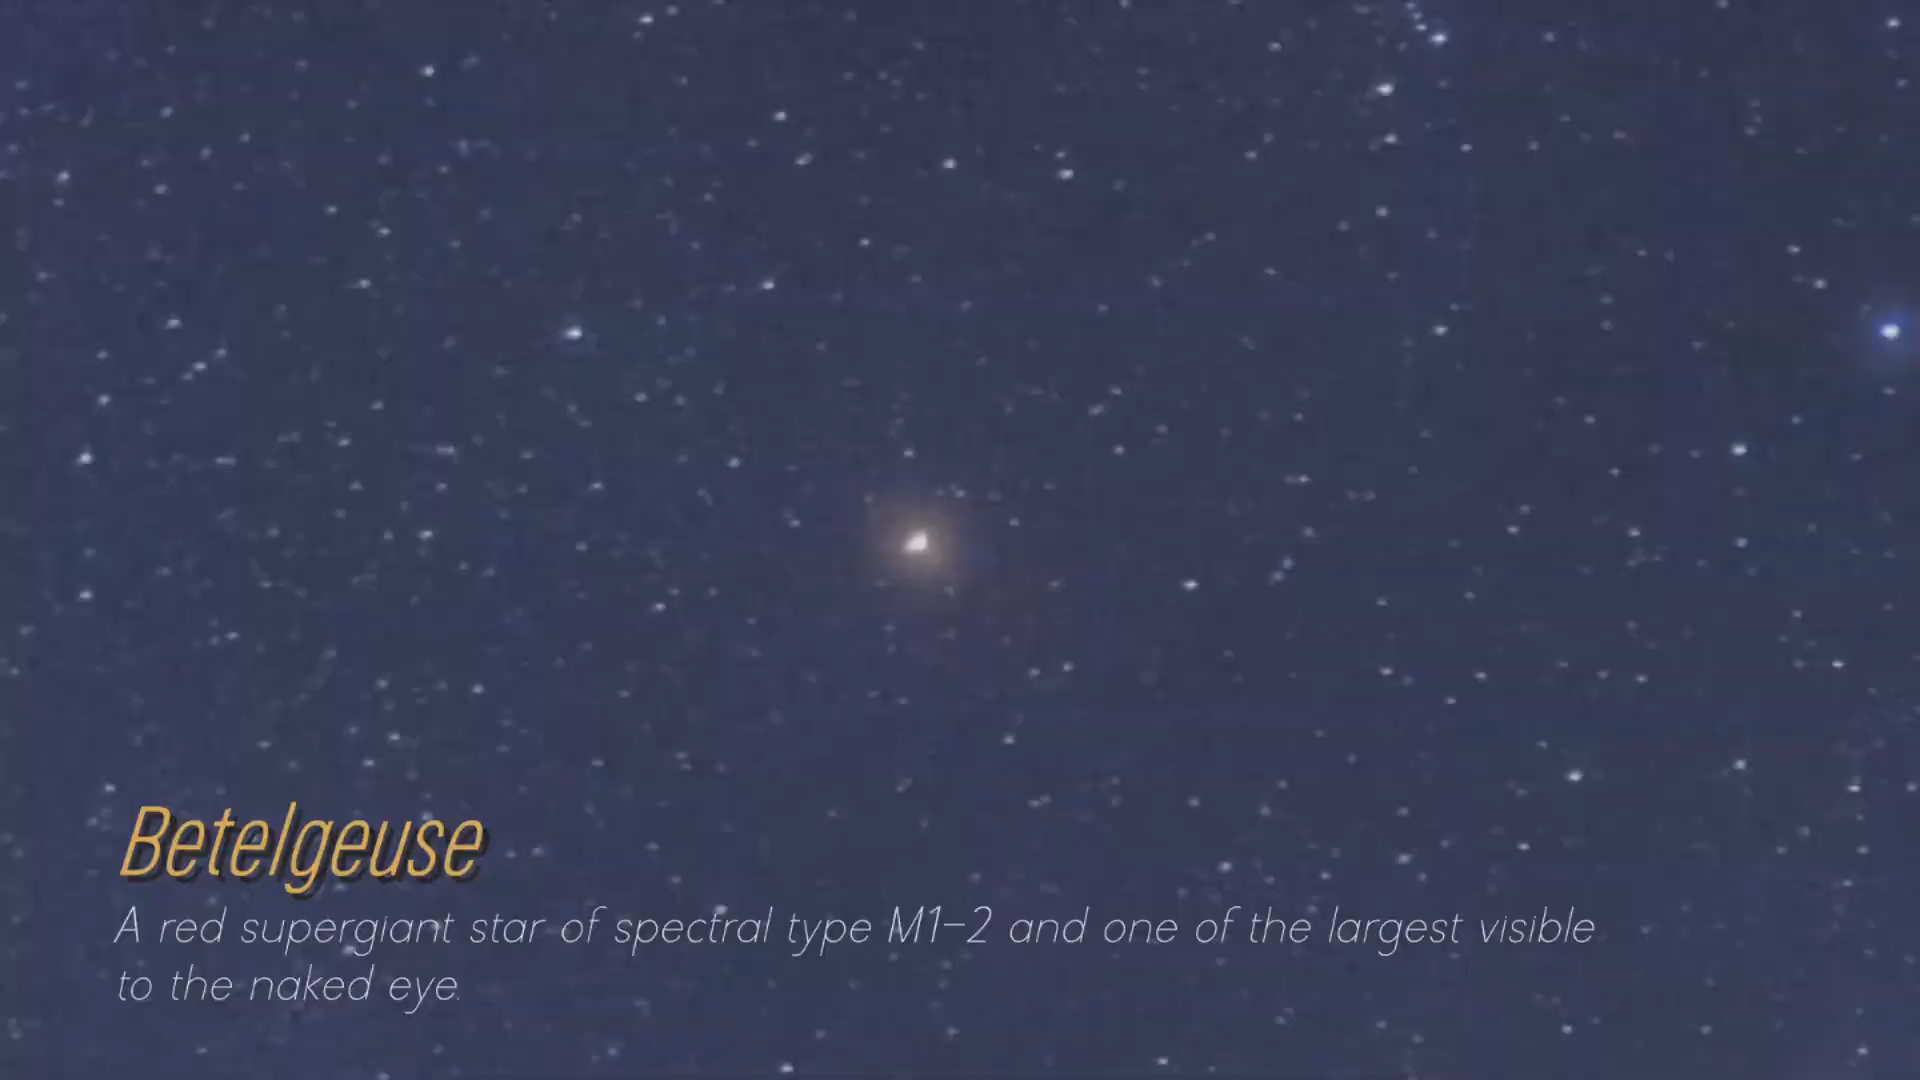 Betelgeuse
A red supergiant star of spectral type M1-2 and one of the largest visible
to the naked eye.